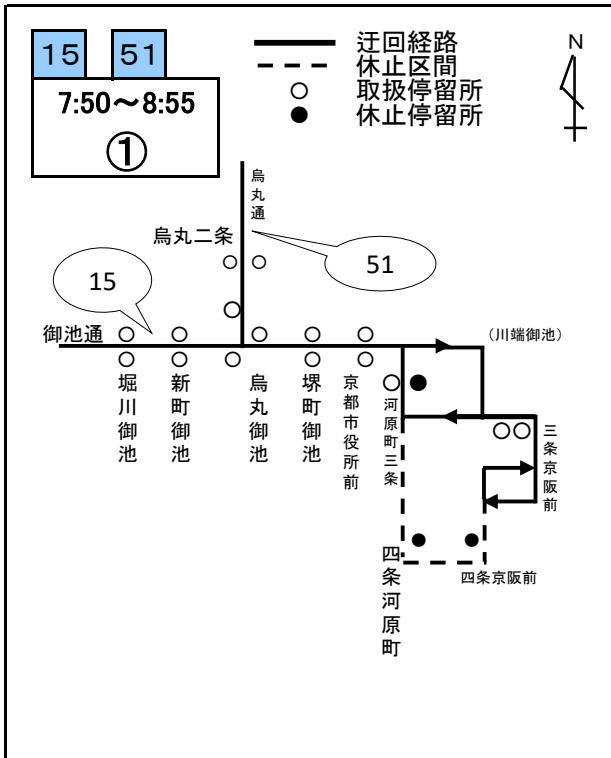 15
51
7:50～8:55
①
迂回経路
休止区間
取扱停留所
休止停留所
N
烏丸通
烏丸二条
51
15
御池通
(川端御池)
堀川御池
新町御池
烏丸御池
堺町御池
京都市役所前
河原町三条
三条京阪前
四条河原町
四条京阪前